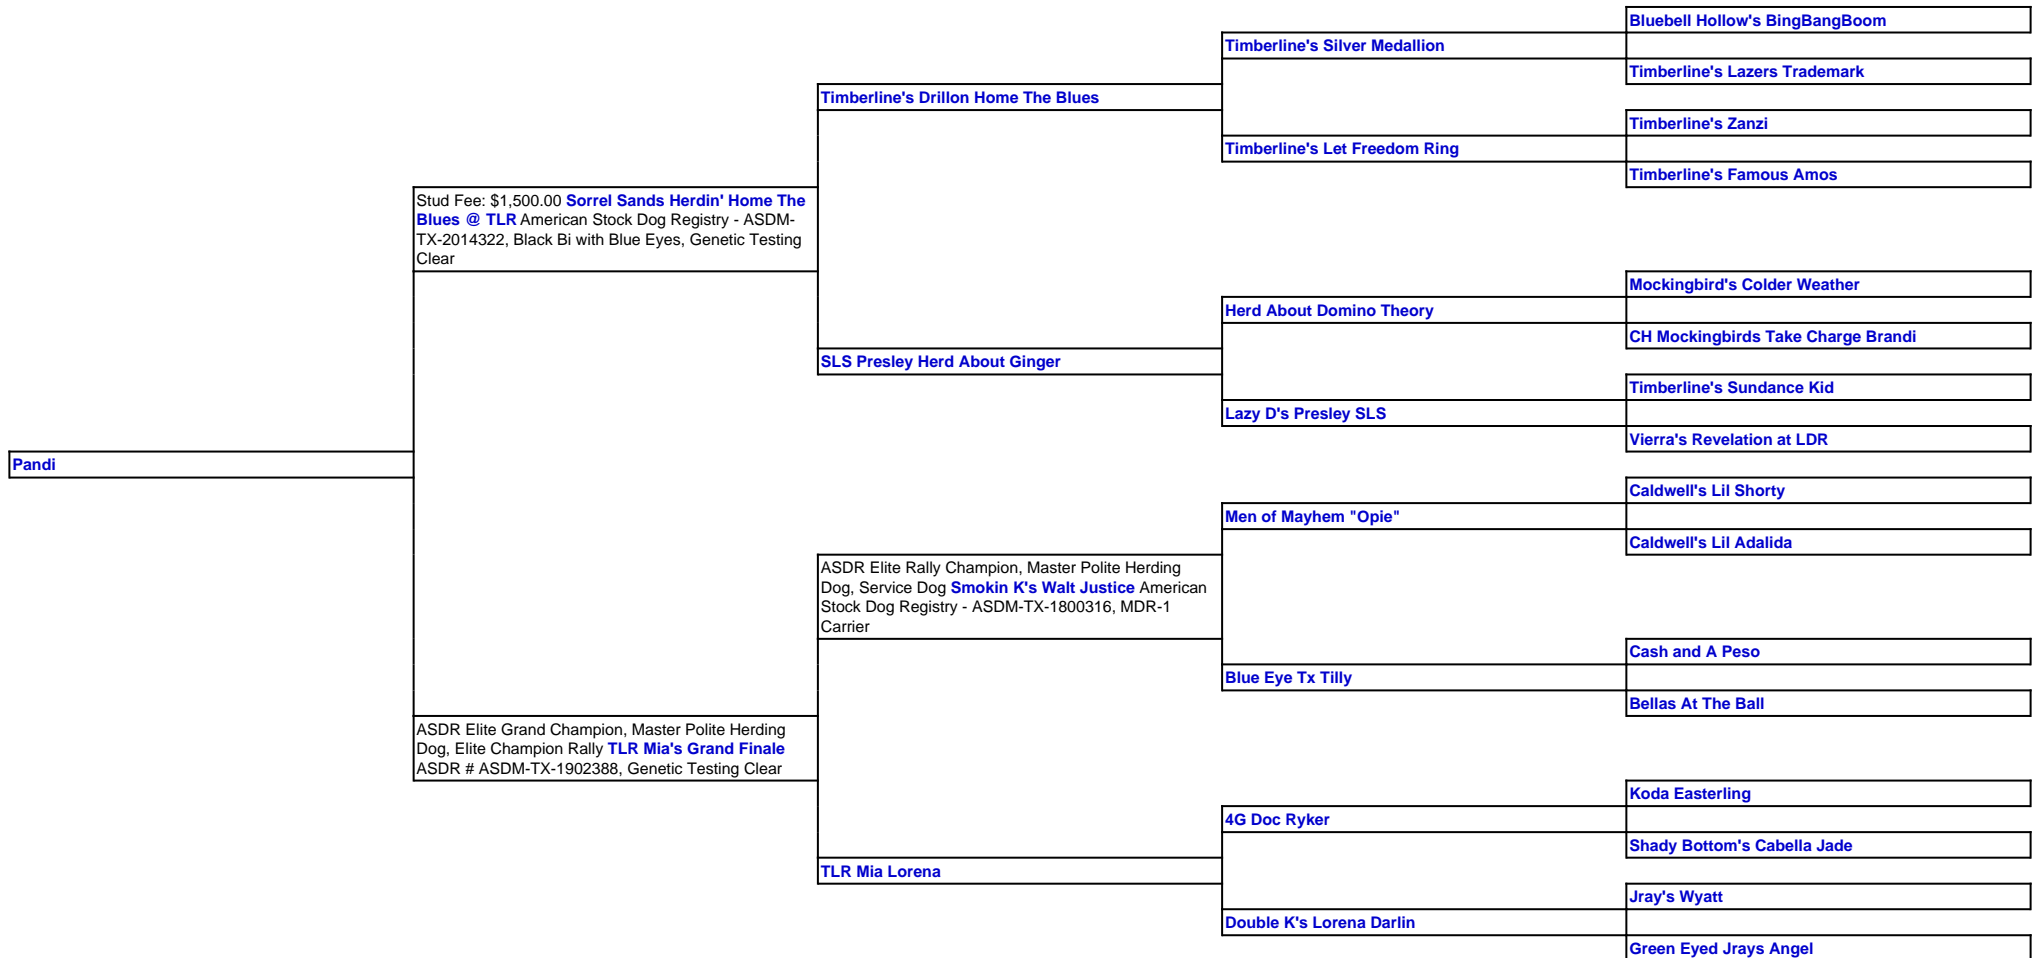 Bluebell Hollow's BingBangBoom
Timberline's Silver Medallion
Timberline's Lazers Trademark
Timberline's Drillon Home The Blues
Timberline's Zanzi
Timberline's Let Freedom Ring
Timberline's Famous Amos
Stud Fee: $1,500.00 Sorrel Sands Herdin' Home The
Blues @ TLR American Stock Dog Registry - ASDM-
TX-2014322, Black Bi with Blue Eyes, Genetic Testing
Clear
Mockingbird's Colder Weather
Herd About Domino Theory
CH Mockingbirds Take Charge Brandi
SLS Presley Herd About Ginger
Timberline's Sundance Kid
Lazy D's Presley SLS
Vierra's Revelation at LDR
Pandi
Caldwell's Lil Shorty
Men of Mayhem "Opie"
Caldwell's Lil Adalida
ASDR Elite Rally Champion, Master Polite Herding
Dog, Service Dog Smokin K's Walt Justice American
Stock Dog Registry - ASDM-TX-1800316, MDR-1
Carrier
Cash and A Peso
Blue Eye Tx Tilly
Bellas At The Ball
ASDR Elite Grand Champion, Master Polite Herding
Dog, Elite Champion Rally TLR Mia's Grand Finale
ASDR # ASDM-TX-1902388, Genetic Testing Clear
Koda Easterling
4G Doc Ryker
Shady Bottom's Cabella Jade
TLR Mia Lorena
Jray's Wyatt
Double K's Lorena Darlin
Green Eyed Jrays Angel